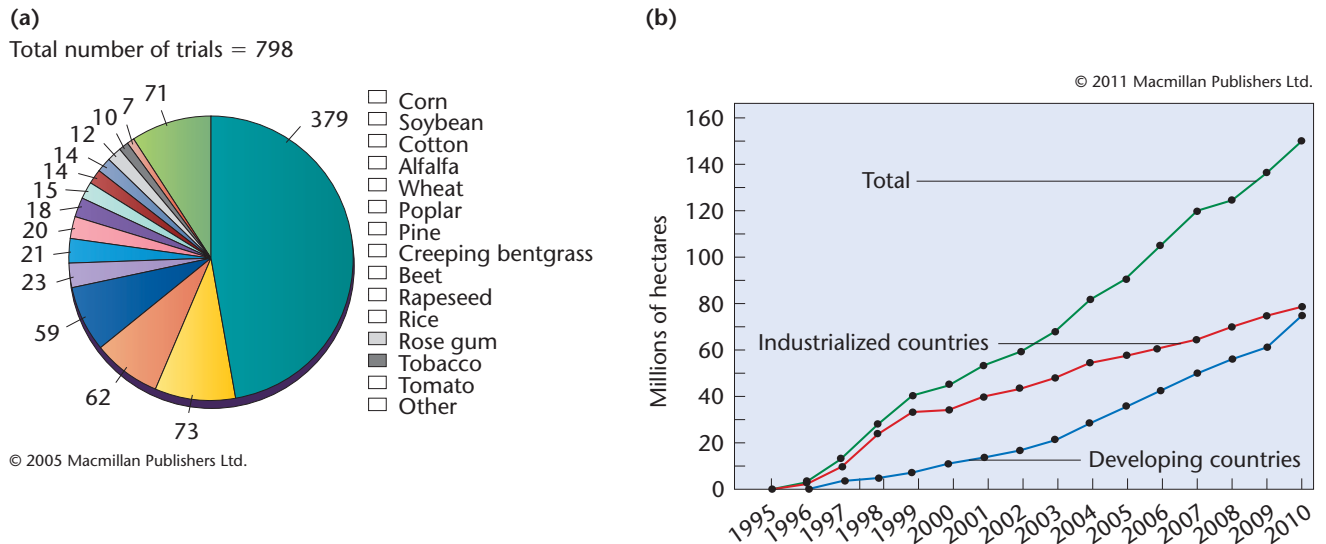 (a)
Total number of trials = 798
379
73
62
59
23
21
20
18
15
14
14
12
10
7
71
Corn
Soybean
Cotton
Alfalfa
Wheat
Poplar
Pine
Creeping bentgrass
Beet
Rapeseed
Rice
Rose gum
Tobacco
Tomato
Other
© 2005 Macmillan Publishers Ltd.
(b)
© 2011 Macmillan Publishers Ltd.
Millions of hectares
160
140
120
100
80
60
40
20
0
Total
Industrialized countries
Developing countries
1995
1996
1997
1998
1999
2000
2001
2002
2003
2004
2005
2006
2007
2008
2009
2010